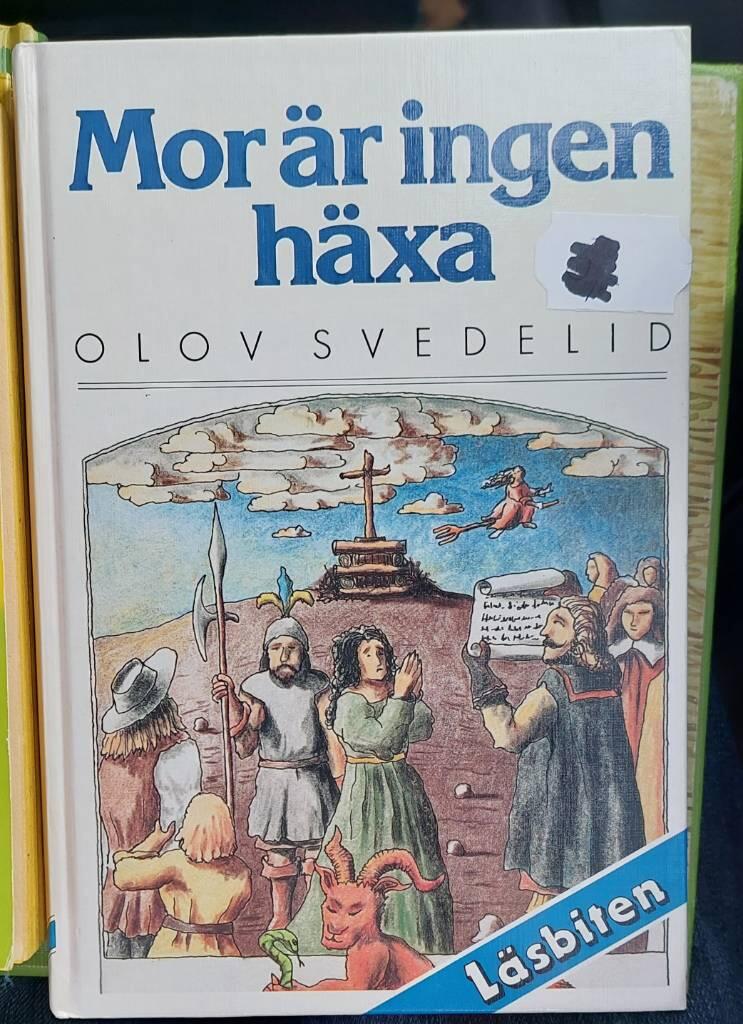 Mor är ingen
häxa
OLOV SVEDELID
Läsbiten